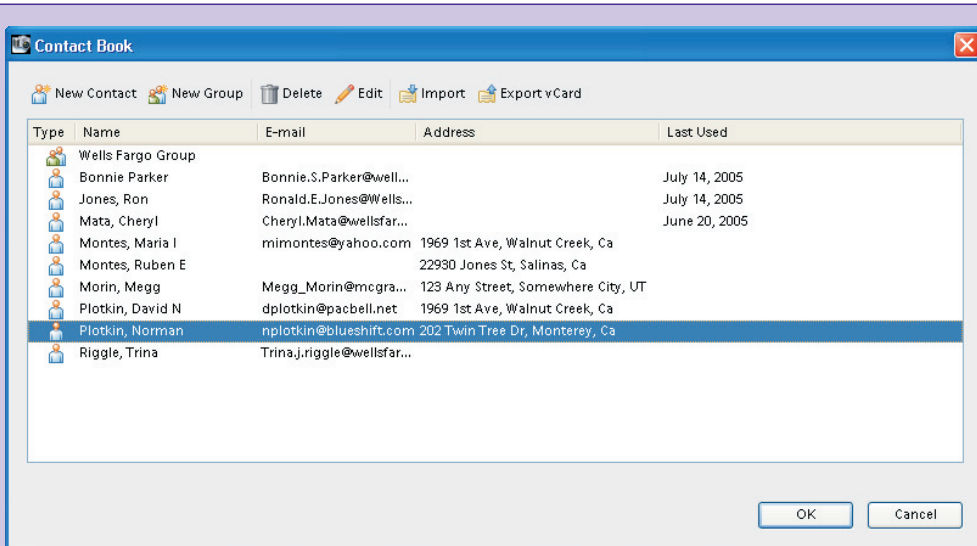 Contact Book
New Contact New Group Delete Edit Import Export vCard
Type Name E-mail Address Last Used
Wells Fargo Group
Bonnie Parker Bonnie.S.Parker@well... July 14, 2005
Jones, Ron Ronald.E.Jones@Wells... July 14, 2005
Mata, Cheryl Cheryl.Mata@wellsfar... June 20, 2005
Montes, Maria I mimontes@yahoo.com 1969 1st Ave, Walnut Creek, Ca
Montes, Ruben E 22930 Jones St, Salinas, Ca
Morin, Megg Megg_Morin@mcgra... 123 Any Street, Somewhere City, UT
Plotkin, David N dplotkin@pacbell.net 1969 1st Ave, Walnut Creek, Ca
Plotkin, Norman nplotkin@blueshift.com 202 Twin Tree Dr, Monterey, Ca
Riggle, Trina Trina.j.riggle@wellsfar...
OK Cancel